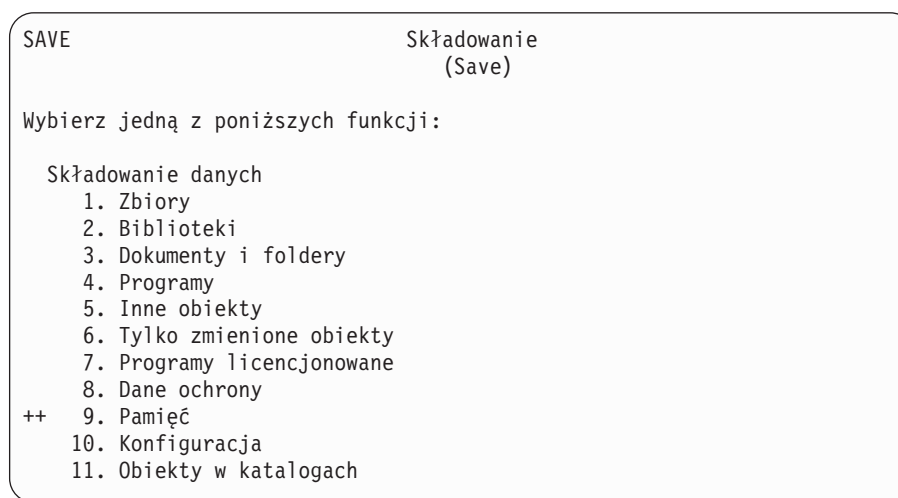 SAVE Składowanie
(Save)
Wybierz jedną z poniższych funkcji:
Składowanie danych
1. Zbiory
2. Biblioteki
3. Dokumenty i foldery
4. Programy
5. Inne obiekty
6. Tylko zmienione obiekty
7. Programy licencjonowane
8. Dane ochrony
++ 9. Pamięć
10. Konfiguracja
11. Obiekty w katalogach